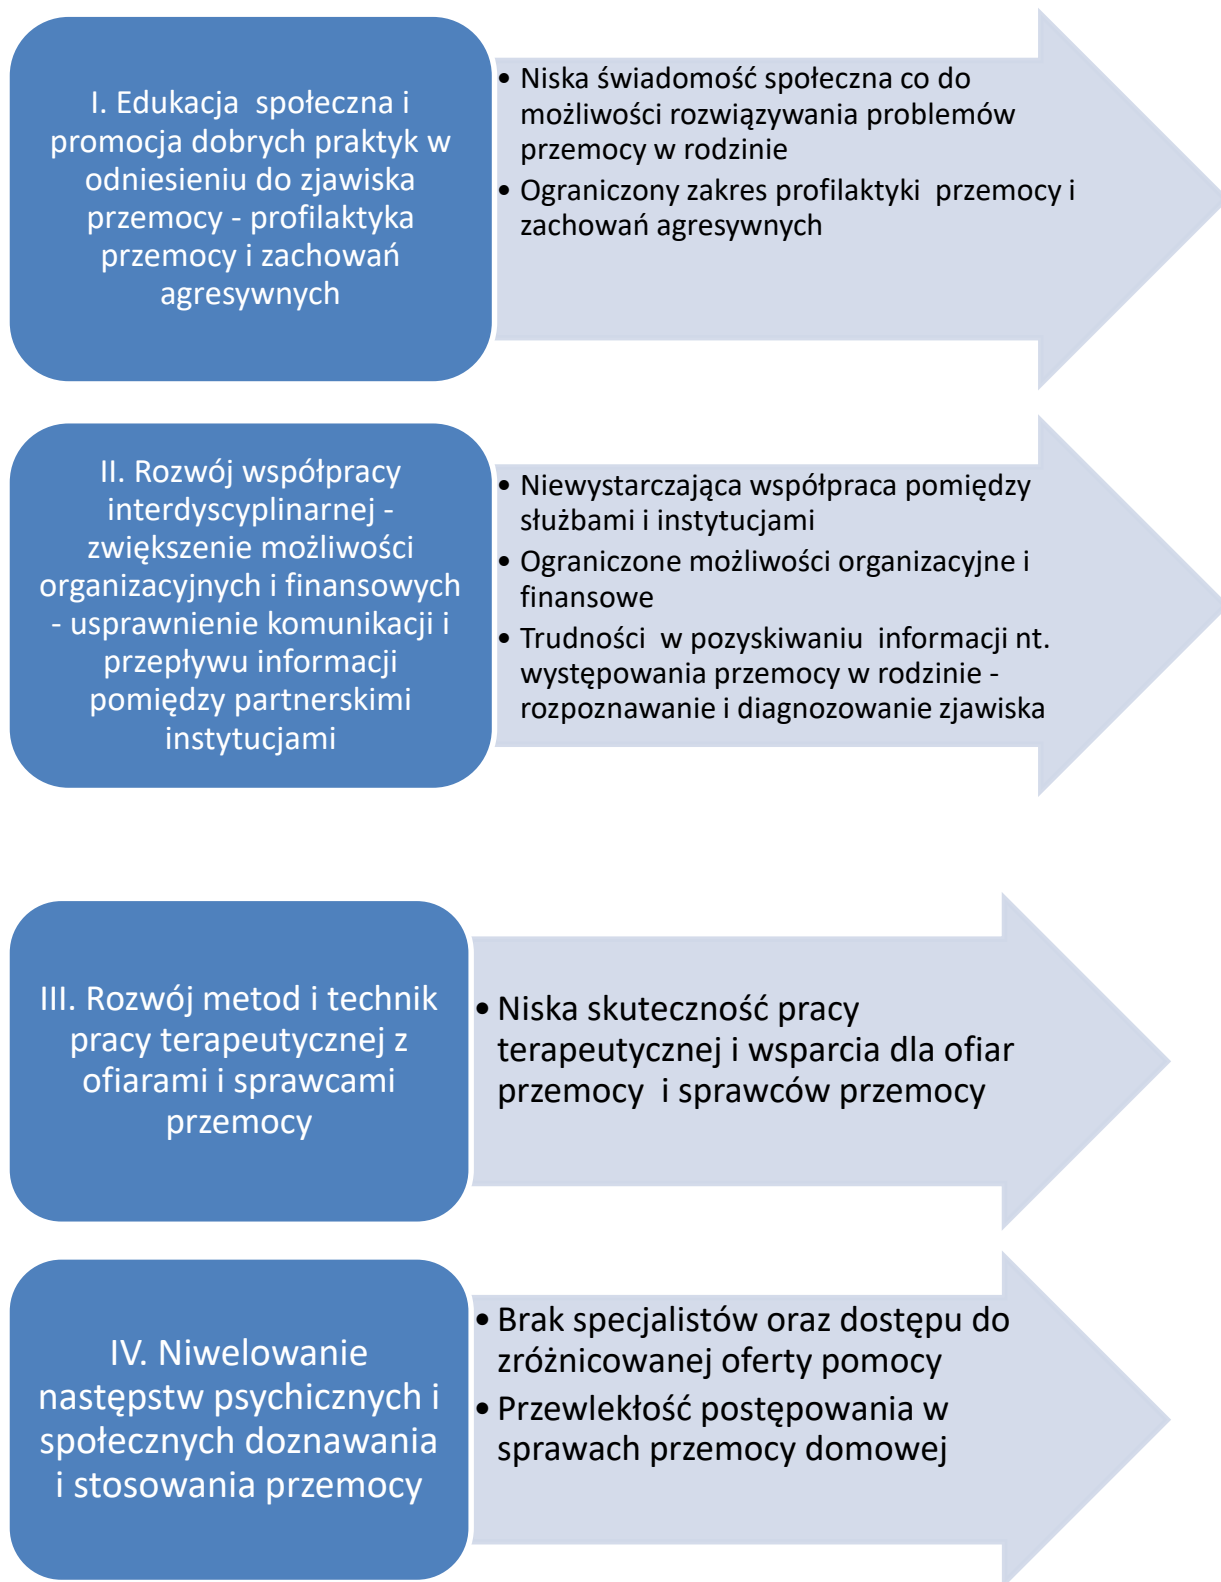 I. Edukacja  społeczna i
promocja dobrych praktyk w
odniesieniu do zjawiska
przemocy - profilaktyka
przemocy i zachowań
agresywnych
• Niska świadomość społeczna co do
możliwości rozwiązywania problemów
przemocy w rodzinie
• Ograniczony zakres profilaktyki  przemocy i
zachowań agresywnych
II. Rozwój współpracy
interdyscyplinarnej -
zwiększenie możliwości
organizacyjnych i finansowych
- usprawnienie komunikacji i
przepływu informacji
pomiędzy partnerskimi
instytucjami
• Niewystarczająca współpraca pomiędzy
służbami i instytucjami
• Ograniczone możliwości organizacyjne i
finansowe
• Trudności  w pozyskiwaniu  informacji nt.
występowania przemocy w rodzinie -
rozpoznawanie i diagnozowanie zjawiska
III. Rozwój metod i technik
pracy terapeutycznej z
ofiarami i sprawcami
przemocy
• Niska skuteczność pracy
terapeutycznej i wsparcia dla ofiar
przemocy  i sprawców przemocy
IV. Niwelowanie
następstw psychicznych i
społecznych doznawania
i stosowania przemocy
• Brak specjalistów oraz dostępu do
zróżnicowanej oferty pomocy
• Przewlekłość postępowania w
sprawach przemocy domowej